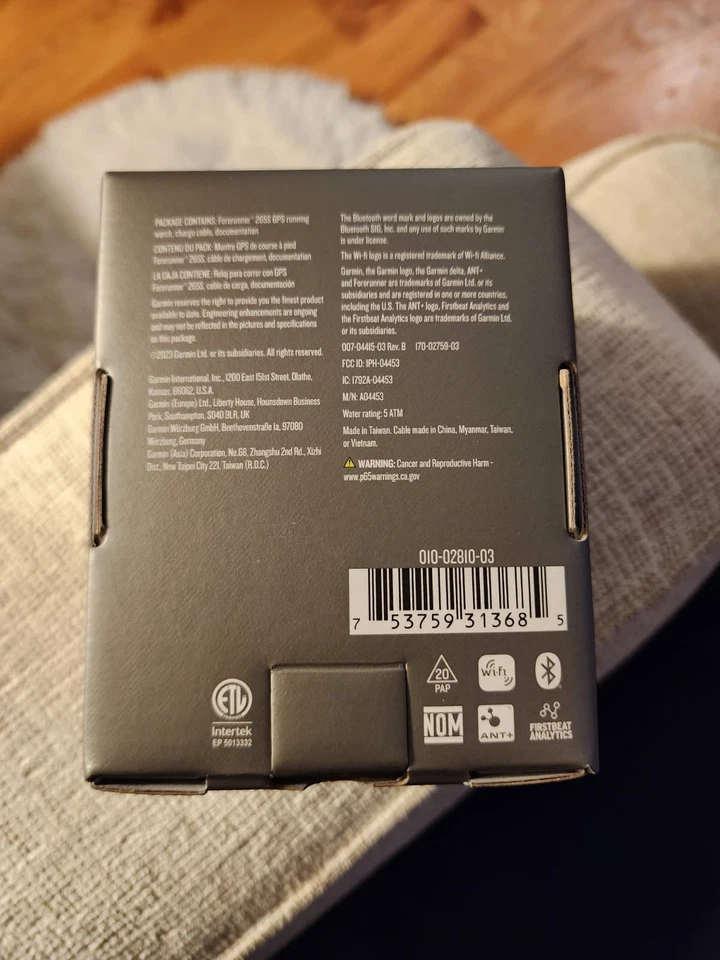 PACKAGE CONTAINS: Forerunner® 265S GPS running
watch, charge cable, documentation
CONTENU DU PACK: Montre GPS de course à pied
Forerunner® 265S, câble de chargement, documentation
LA CAJA CONTIENE: Reloj para correr con GPS
Forerunner® 265S, cable de carga, documentación
Garmin reserves the right to provide you the finest product
available to date. Engineering enhancements are ongoing
and may not be reflected in the pictures and specifications
on this package.
©2023 Garmin Ltd. or its subsidiaries. All rights reserved.
Garmin International, Inc., 1200 East 151st Street, Olathe,
Kansas, 66062, U.S.A.
Garmin (Europe) Ltd., Liberty House, Hounsdown Business
Park, Southampton, SO40 9LR, UK
Garmin Würzburg GmbH, Beethovenstraße 1a, 97080
Würzburg, Germany
Garmin (Asia) Corporation, No.68, Zhangshu 2nd Rd., Xizhi
Dist., New Taipei City 221, Taiwan (R.O.C.)
The Bluetooth word mark and logos are owned by the
Bluetooth SIG, Inc. and any use of such marks by Garmin
is under license.
The Wi-Fi logo is a registered trademark of Wi-Fi Alliance.
Garmin, the Garmin logo, the Garmin delta, ANT+
and Forerunner are trademarks of Garmin Ltd. or its
subsidiaries and are registered in one or more countries,
including the U.S. The ANT+ logo, Firstbeat Analytics and
the Firstbeat Analytics logo are trademarks of Garmin Ltd.
or its subsidiaries.
007-04415-03 Rev. B 170-02759-03
FCC ID: IPH-04453
IC: 1792A-04453
M/N: A04453
Water rating: 5 ATM
Made in Taiwan. Cable made in China, Myanmar, Taiwan,
or Vietnam.
WARNING: Cancer and Reproductive Harm -
www.p65warnings.ca.gov
010-02810-03
7 53759 31368 5
20
PAP
Wi-Fi
ETL
Intertek
EP 5013332
NOM
ANT+
FIRSTBEAT
ANALYTICS